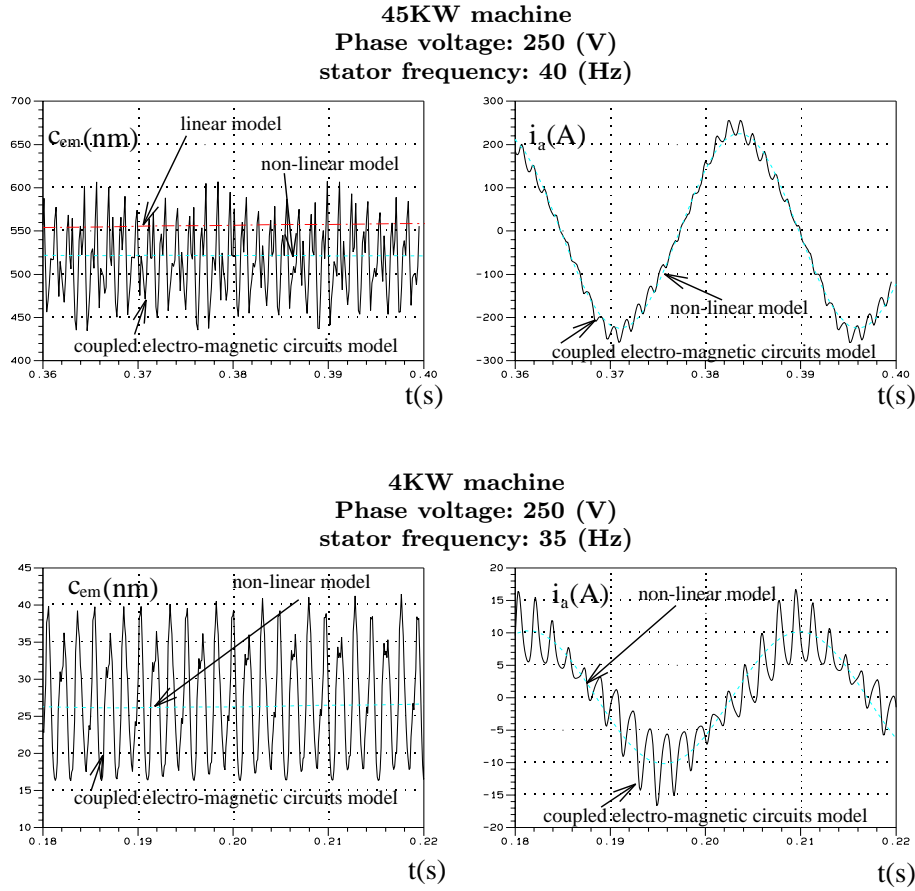 45KW machine
Phase voltage: 250 (V)
stator frequency: 40 (Hz)
700
650
600
550
500
450
400
0.36
0.37
0.38
0.39
0.40
c_em(nm)
linear model
non-linear model
coupled electro-magnetic circuits model
t(s)
300
200
100
0
-100
-200
-300
0.36
0.37
0.38
0.39
0.40
i_a(A)
non-linear model
coupled electro-magnetic circuits model
t(s)
4KW machine
Phase voltage: 250 (V)
stator frequency: 35 (Hz)
45
40
35
30
25
20
15
10
0.18
0.19
0.20
0.21
0.22
c_em(nm)
non-linear model
coupled electro-magnetic circuits model
t(s)
20
15
10
5
0
-5
-10
-15
-20
0.18
0.19
0.20
0.21
0.22
i_a(A)
non-linear model
coupled electro-magnetic circuits model
t(s)